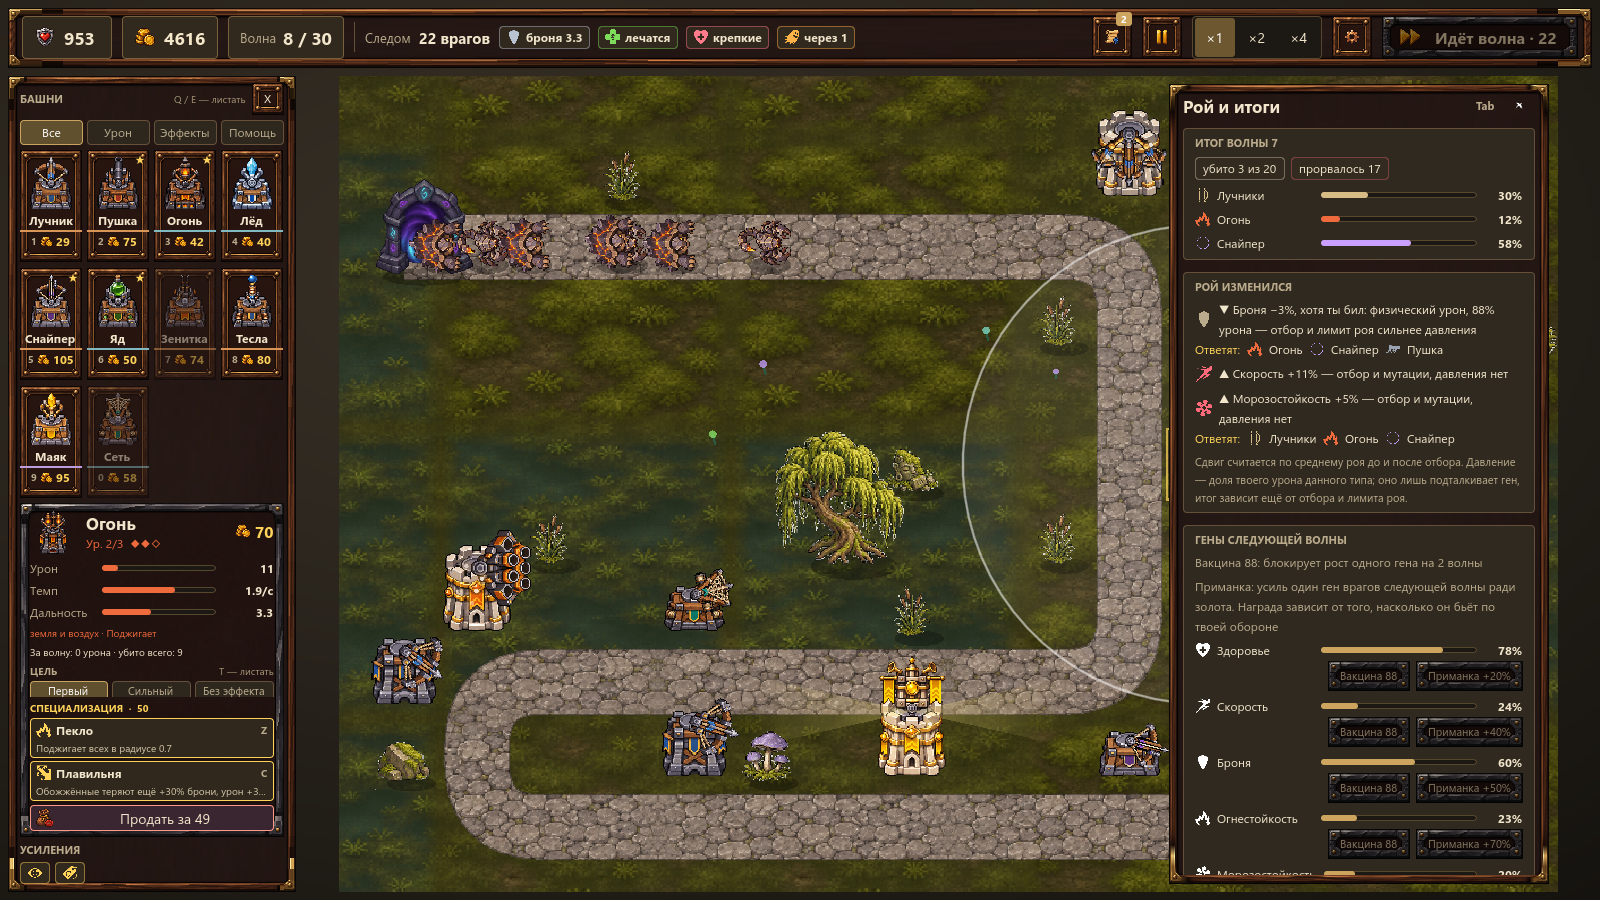 953
4616
Волна 8 / 30
Следом 22 врагов
броня 3.3
лечатся
крепкие
через 1
2
×1
×2
×4
Идёт волна · 22
БАШНИ
Q / E — листать
X
Все
Урон
Эффекты
Помощь
Лучник
Пушка
Огонь
Лёд
1 29
2 75
3 42
4 40
Снайпер
Яд
Зенитка
Тесла
5 105
6 50
7 74
8 80
Маяк
Сеть
9 95
0 58
Огонь
70
Ур. 2/3
Урон
11
Темп
1.9/с
Дальность
3.3
земля и воздух · Поджигает
За волну: 0 урона · убито всего: 9
ЦЕЛЬ
T — листать
Первый
Сильный
Без эффекта
СПЕЦИАЛИЗАЦИЯ · 50
Пекло
Z
Поджигает всех в радиусе 0.7
Плавильня
C
Обожжённые теряют ещё +30% брони, урон +3...
Продать за 49
УСИЛЕНИЯ
Рой и итоги
Tab
ИТОГ ВОЛНЫ 7
убито 3 из 20
прорвалось 17
Лучники
30%
Огонь
12%
Снайпер
58%
РОЙ ИЗМЕНИЛСЯ
▼ Броня −3%, хотя ты бил: физический урон, 88%
урона — отбор и лимит роя сильнее давления
Ответят: Огонь Снайпер Пушка
▲ Скорость +11% — отбор и мутации, давления нет
▲ Морозостойкость +5% — отбор и мутации,
давления нет
Ответят: Лучники Огонь Снайпер
Сдвиг считается по среднему роя до и после отбора. Давление
— доля твоего урона данного типа; оно лишь подталкивает ген,
итог зависит ещё от отбора и лимита роя.
ГЕНЫ СЛЕДУЮЩЕЙ ВОЛНЫ
Вакцина 88: блокирует рост одного гена на 2 волны
Приманка: усиль один ген врагов следующей волны ради
золота. Награда зависит от того, насколько он бьёт по
твоей обороне
Здоровье
78%
Вакцина 88
Приманка +20%
Скорость
24%
Вакцина 88
Приманка +40%
Броня
60%
Вакцина 88
Приманка +50%
Огнестойкость
23%
Вакцина 88
Приманка +70%
Морозостойкость
20%